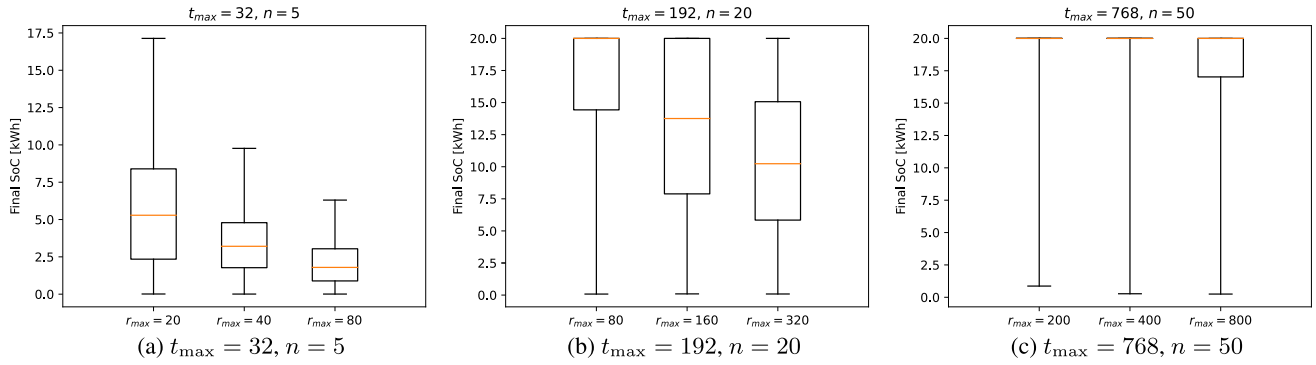 t_max = 32, n = 5
Final SoC [kWh]
17.5
15.0
12.5
10.0
7.5
5.0
2.5
0.0
r_max = 20 r_max = 40 r_max = 80
(a) t_max = 32, n = 5
t_max = 192, n = 20
Final SoC [kWh]
20.0
17.5
15.0
12.5
10.0
7.5
5.0
2.5
0.0
r_max = 80 r_max = 160 r_max = 320
(b) t_max = 192, n = 20
t_max = 768, n = 50
Final SoC [kWh]
20.0
17.5
15.0
12.5
10.0
7.5
5.0
2.5
0.0
r_max = 200 r_max = 400 r_max = 800
(c) t_max = 768, n = 50